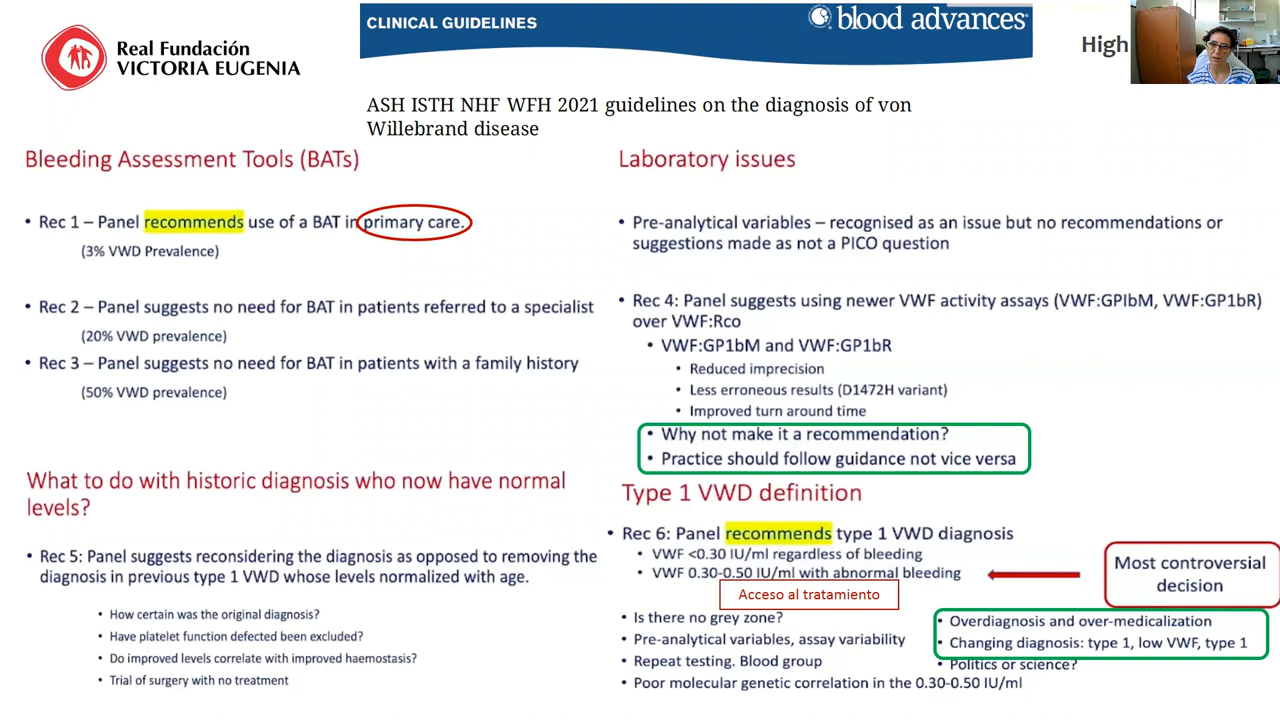 Real Fundación
VICTORIA EUGENIA
CLINICAL GUIDELINES
blood advances
High
ASH ISTH NHF WFH 2021 guidelines on the diagnosis of von
Willebrand disease
Bleeding Assessment Tools (BATs)
• Rec 1 – Panel recommends use of a BAT in primary care.
(3% VWD Prevalence)
• Rec 2 – Panel suggests no need for BAT in patients referred to a specialist
(20% VWD prevalence)
• Rec 3 – Panel suggests no need for BAT in patients with a family history
(50% VWD prevalence)
What to do with historic diagnosis who now have normal
levels?
• Rec 5: Panel suggests reconsidering the diagnosis as opposed to removing the
diagnosis in previous type 1 VWD whose levels normalized with age.
• How certain was the original diagnosis?
• Have platelet function defected been excluded?
• Do improved levels correlate with improved haemostasis?
• Trial of surgery with no treatment
Laboratory issues
• Pre-analytical variables – recognised as an issue but no recommendations or
suggestions made as not a PICO question
• Rec 4: Panel suggests using newer VWF activity assays (VWF:GPIbM, VWF:GP1bR)
over VWF:Rco
• VWF:GP1bM and VWF:GP1bR
• Reduced imprecision
• Less erroneous results (D1472H variant)
• Improved turn around time
• Why not make it a recommendation?
• Practice should follow guidance not vice versa
Type 1 VWD definition
• Rec 6: Panel recommends type 1 VWD diagnosis
• VWF <0.30 IU/ml regardless of bleeding
• VWF 0.30-0.50 IU/ml with abnormal bleeding
Most controversial
decision
Acceso al tratamiento
• Is there no grey zone?
• Pre-analytical variables, assay variability
• Repeat testing. Blood group
• Poor molecular genetic correlation in the 0.30-0.50 IU/ml
• Overdiagnosis and over-medicalization
• Changing diagnosis: type 1, low VWF, type 1
• Politics or science?